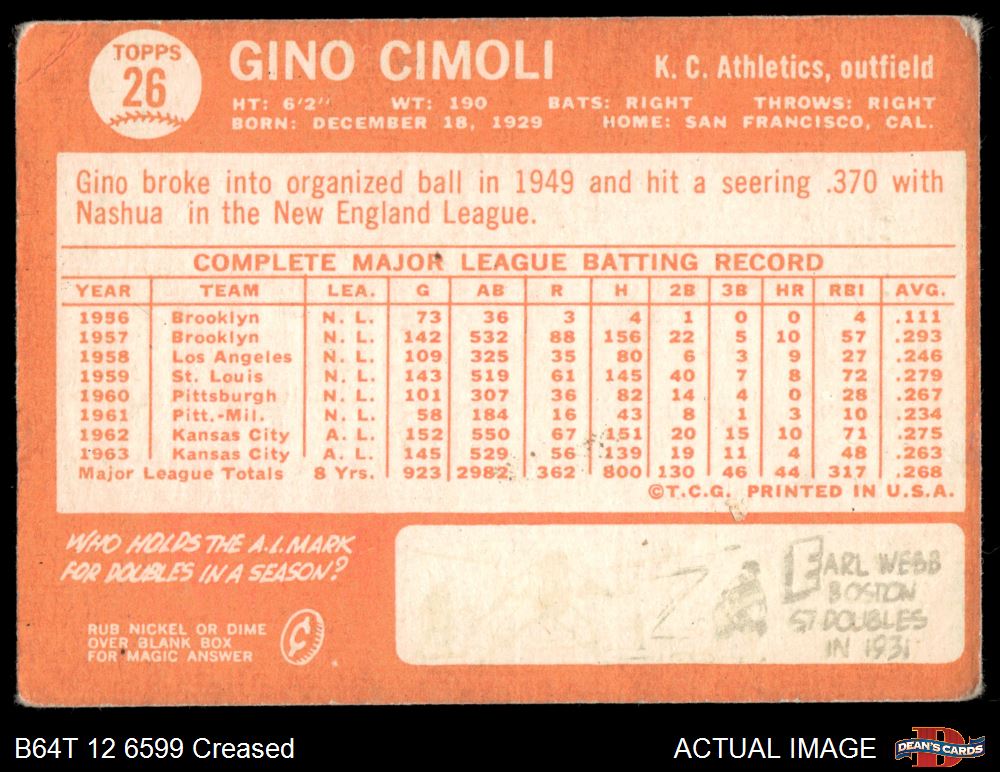 TOPPS
26
GINO CIMOLI
K. C. Athletics, outfield
HT: 6'2" WT: 190 BATS: RIGHT THROWS: RIGHT
BORN: DECEMBER 18, 1929 HOME: SAN FRANCISCO, CAL.
Gino broke into organized ball in 1949 and hit a seering .370 with
Nashua in the New England League.
COMPLETE MAJOR LEAGUE BATTING RECORD
YEAR TEAM LEA. G AB R H 2B 3B HR RBI AVG.
1956 Brooklyn N. L. 73 36 3 4 1 0 0 4 .111
1957 Brooklyn N. L. 142 532 88 156 22 5 10 57 .293
1958 Los Angeles N. L. 109 325 35 80 6 3 9 27 .246
1959 St. Louis N. L. 143 519 61 145 40 7 8 72 .279
1960 Pittsburgh N. L. 101 307 36 82 14 4 0 28 .267
1961 Pitt.-Mil. N. L. 58 184 16 43 8 1 3 10 .234
1962 Kansas City A. L. 152 550 67 151 20 15 10 71 .275
1963 Kansas City A. L. 145 529 56 139 19 11 4 48 .263
Major League Totals 8 Yrs. 923 2982 362 800 130 46 44 317 .268
©T.C.G. PRINTED IN U.S.A.
WHO HOLDS THE A.L. MARK
FOR DOUBLES IN A SEASON?
RUB NICKEL OR DIME
OVER BLANK BOX
FOR MAGIC ANSWER
EARL WEBB
BOSTON
57 DOUBLES
IN 1931
B64T 12 6599 Creased
ACTUAL IMAGE
DEAN'S CARDS